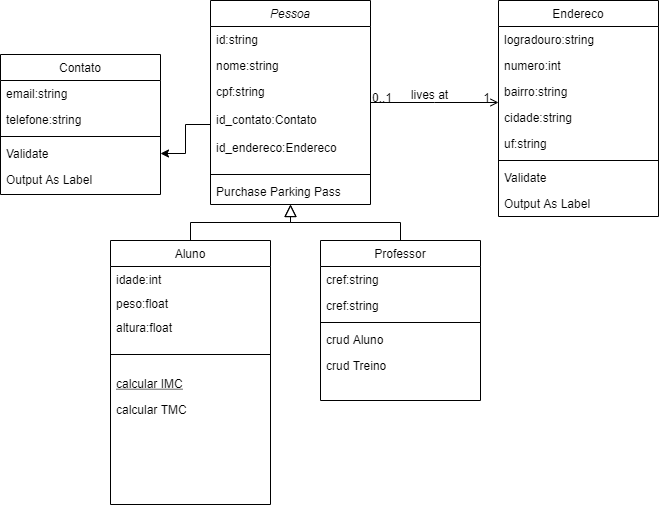 Pessoa
id:string
nome:string
cpf:string
id_contato:Contato
id_endereco:Endereco
Purchase Parking Pass
Endereco
logradouro:string
numero:int
bairro:string
cidade:string
uf:string
Validate
Output As Label
Contato
email:string
telefone:string
Validate
Output As Label
0..1 lives at 1
Aluno
idade:int
peso:float
altura:float
calcular IMC
calcular TMC
Professor
cref:string
cref:string
crud Aluno
crud Treino